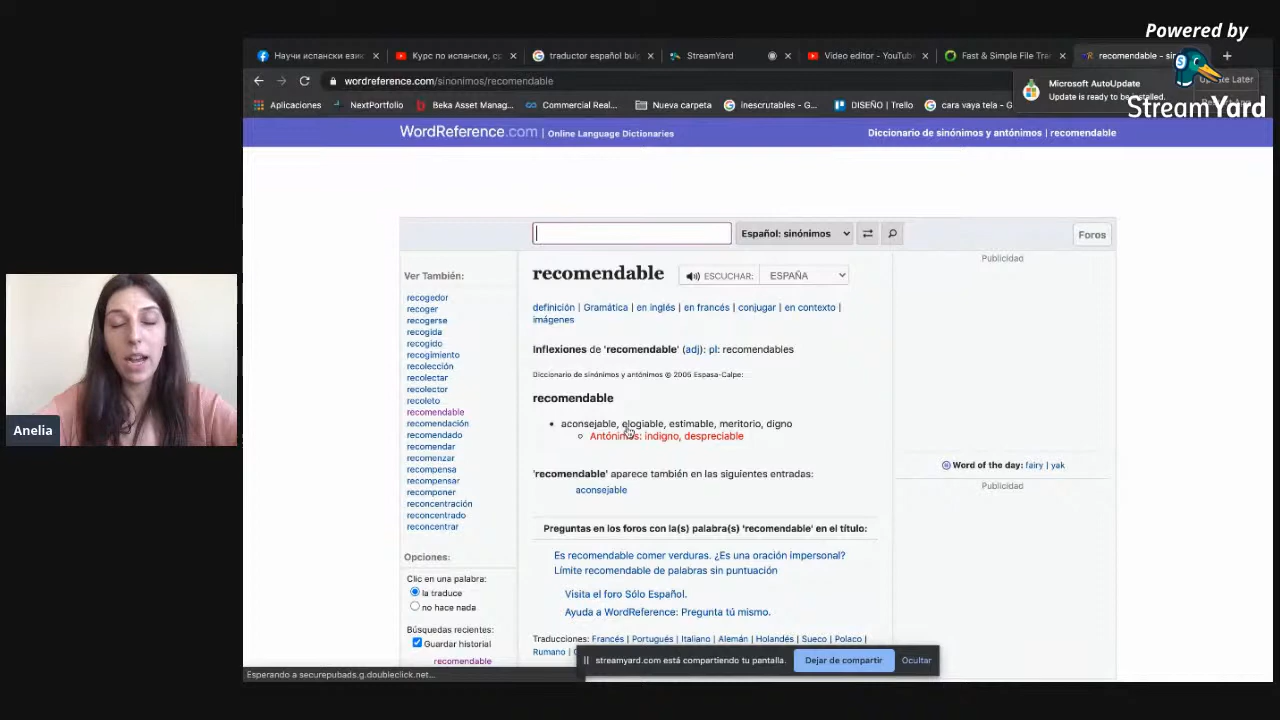 Powered by
StreamYard
Научи испански език
Курс по испански, ср
traductor español bulg
StreamYard
Video editor - YouTube
Fast & Simple File Tran
recomendable - si
wordreference.com/sinonimos/recomendable
Microsoft AutoUpdate
Update is ready to be installed.
Update Later
Aplicaciones
NextPortfolio
Beka Asset Manag...
Commercial Real...
Nueva carpeta
inescrutables - G...
DISEÑO | Trello
cara vaya tela - G
WordReference.com | Online Language Dictionaries
Diccionario de sinónimos y antónimos | recomendable
Español: sinónimos
Foros
Ver También:
recogedor
recoger
recogerse
recogida
recogido
recogimiento
recolección
recolectar
recolector
recoleto
recomendable
recomendación
recomendado
recomendar
recomenzar
recompensa
recompensar
recomponer
reconcentración
reconcentrado
reconcentrar
Opciones:
Clic en una palabra:
la traduce
no hace nada
Búsquedas recientes:
Guardar historial
recomendable
recomendable
ESCUCHAR:
ESPAÑA
definición | Gramática | en inglés | en francés | conjugar | en contexto |
imágenes
Inflexiones de 'recomendable' (adj): pl: recomendables
Diccionario de sinónimos y antónimos © 2005 Espasa-Calpe:
recomendable
aconsejable, elogiable, estimable, meritorio, digno
Antónimos: indigno, despreciable
'recomendable' aparece también en las siguientes entradas:
aconsejable
Preguntas en los foros con la(s) palabra(s) 'recomendable' en el título:
Es recomendable comer verduras. ¿Es una oración impersonal?
Límite recomendable de palabras sin puntuación
Visita el foro Sólo Español.
Ayuda a WordReference: Pregunta tú mismo.
Traducciones: Francés | Portugués | Italiano | Alemán | Holandés | Sueco | Polaco |
Rumano |
Publicidad
Word of the day: fairy | yak
Publicidad
Anelia
streamyard.com está compartiendo tu pantalla.
Dejar de compartir
Ocultar
Esperando a securepubads.g.doubleclick.net...